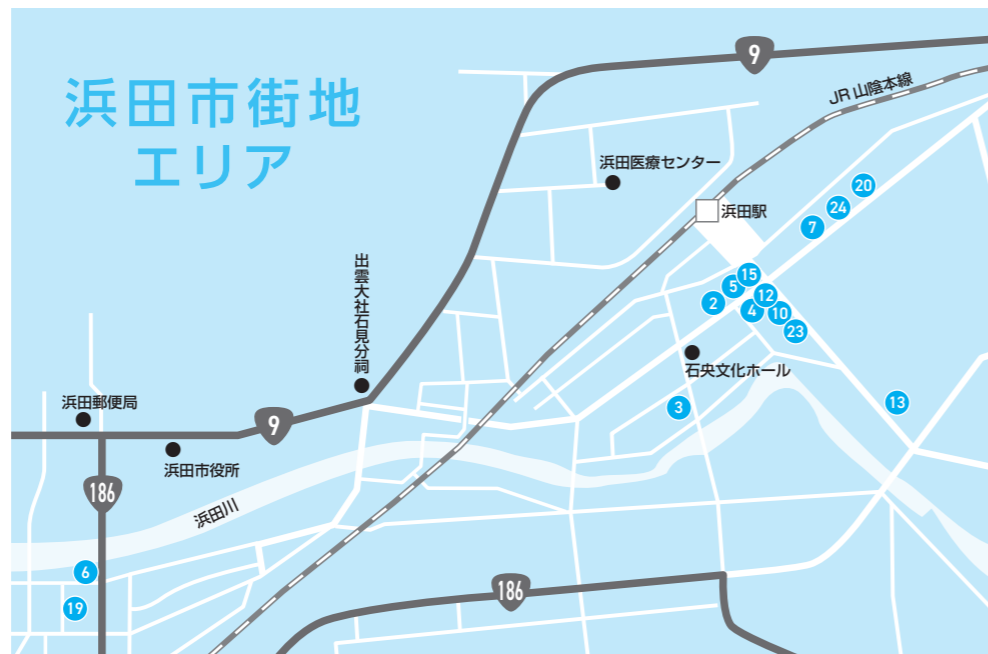 浜田市街地
エリア
9
JR 山陰本線
浜田医療センター
浜田駅
20
24
7
15
5
2
12
4
10
23
出雲大社石見分祠
石央文化ホール
3
13
浜田郵便局
9
浜田市役所
186
浜田川
6
19
186